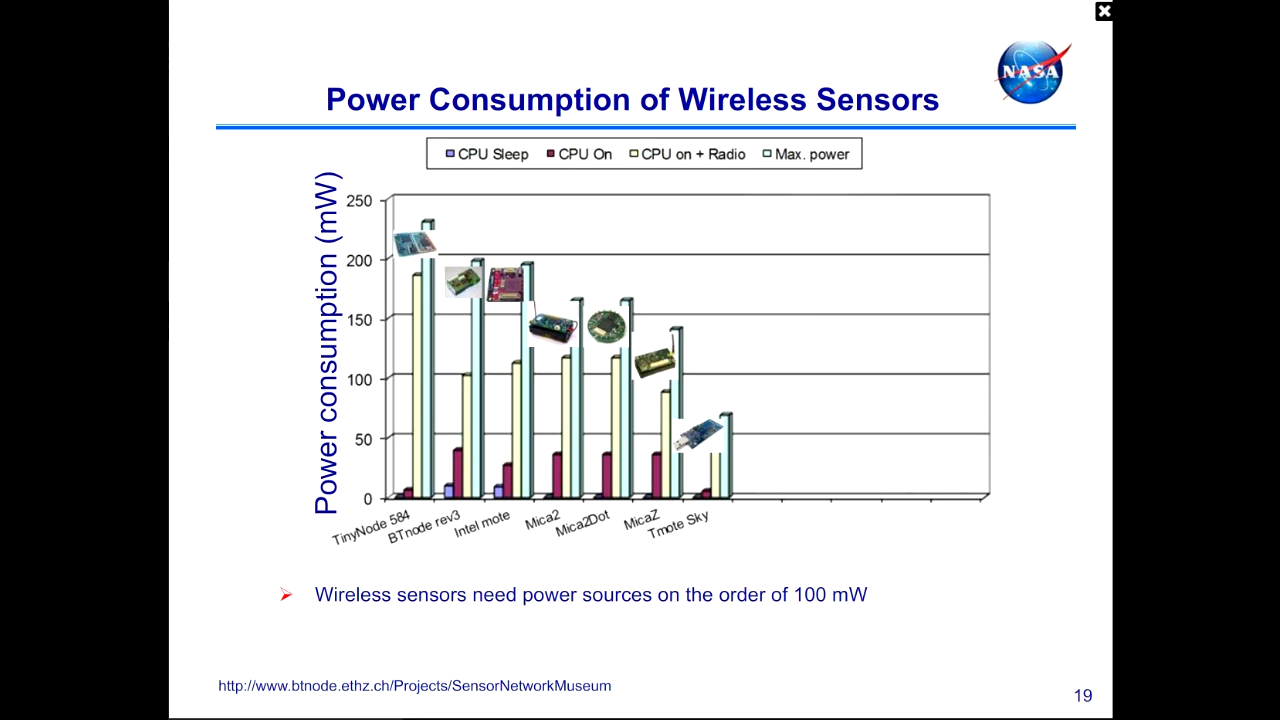 NASA
Power Consumption of Wireless Sensors
CPU Sleep CPU On CPU on + Radio Max. power
Power consumption (mW)
250
200
150
100
50
0
TinyNode 584
BTnode rev3
Intel mote
Mica2
Mica2Dot
MicaZ
Tmote Sky
Wireless sensors need power sources on the order of 100 mW
http://www.btnode.ethz.ch/Projects/SensorNetworkMuseum
19